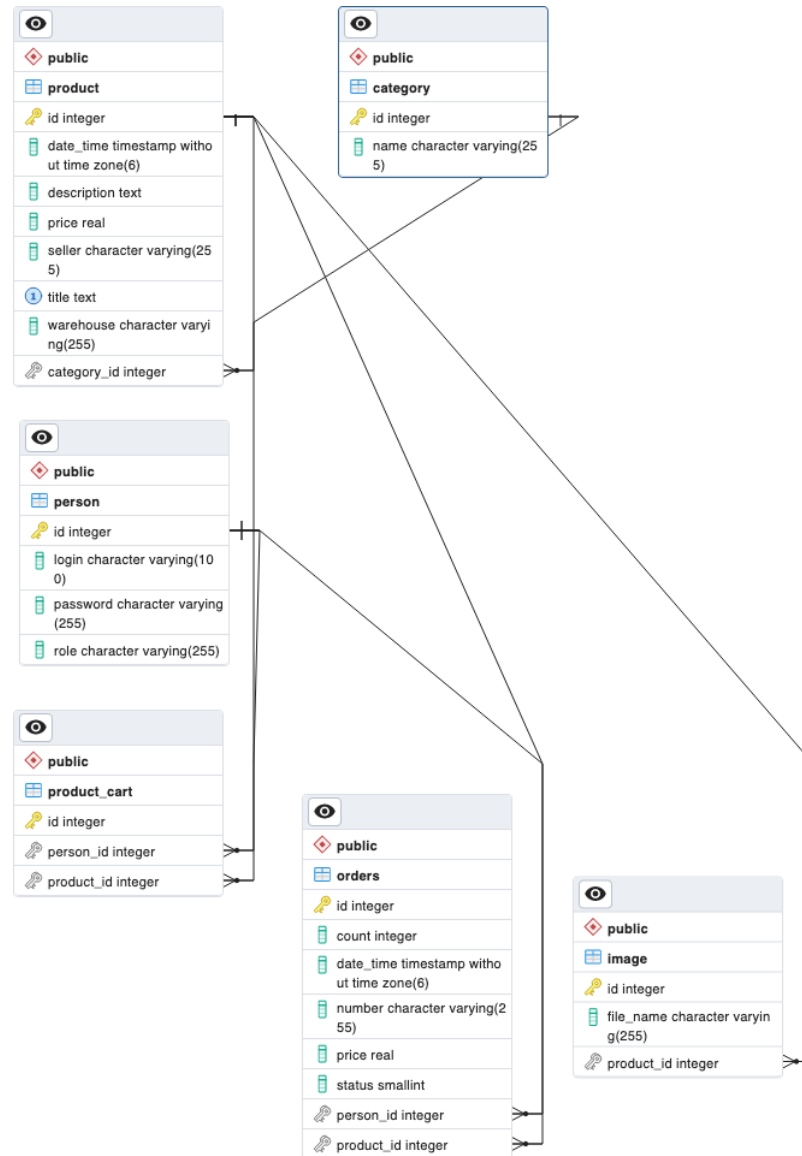 public
product
id integer
date_time timestamp witho
ut time zone(6)
description text
price real
seller character varying(25
5)
1 title text
warehouse character varyi
ng(255)
category_id integer
public
category
id integer
name character varying(25
5)
public
person
id integer
login character varying(10
0)
password character varying
(255)
role character varying(255)
public
product_cart
id integer
person_id integer
product_id integer
public
orders
id integer
count integer
date_time timestamp witho
ut time zone(6)
number character varying(2
55)
price real
status smallint
person_id integer
product_id integer
public
image
id integer
file_name character varyin
g(255)
product_id integer